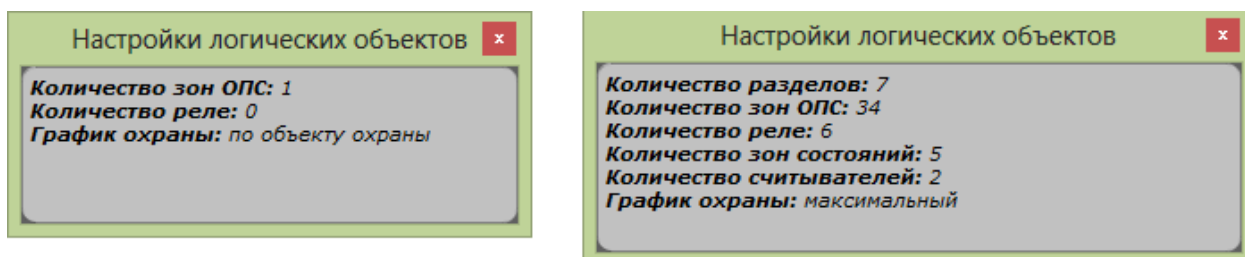 Настройки логических объектов x
Количество зон ОПС: 1
Количество реле: 0
График охраны: по объекту охраны
Настройки логических объектов x
Количество разделов: 7
Количество зон ОПС: 34
Количество реле: 6
Количество зон состояний: 5
Количество считывателей: 2
График охраны: максимальный